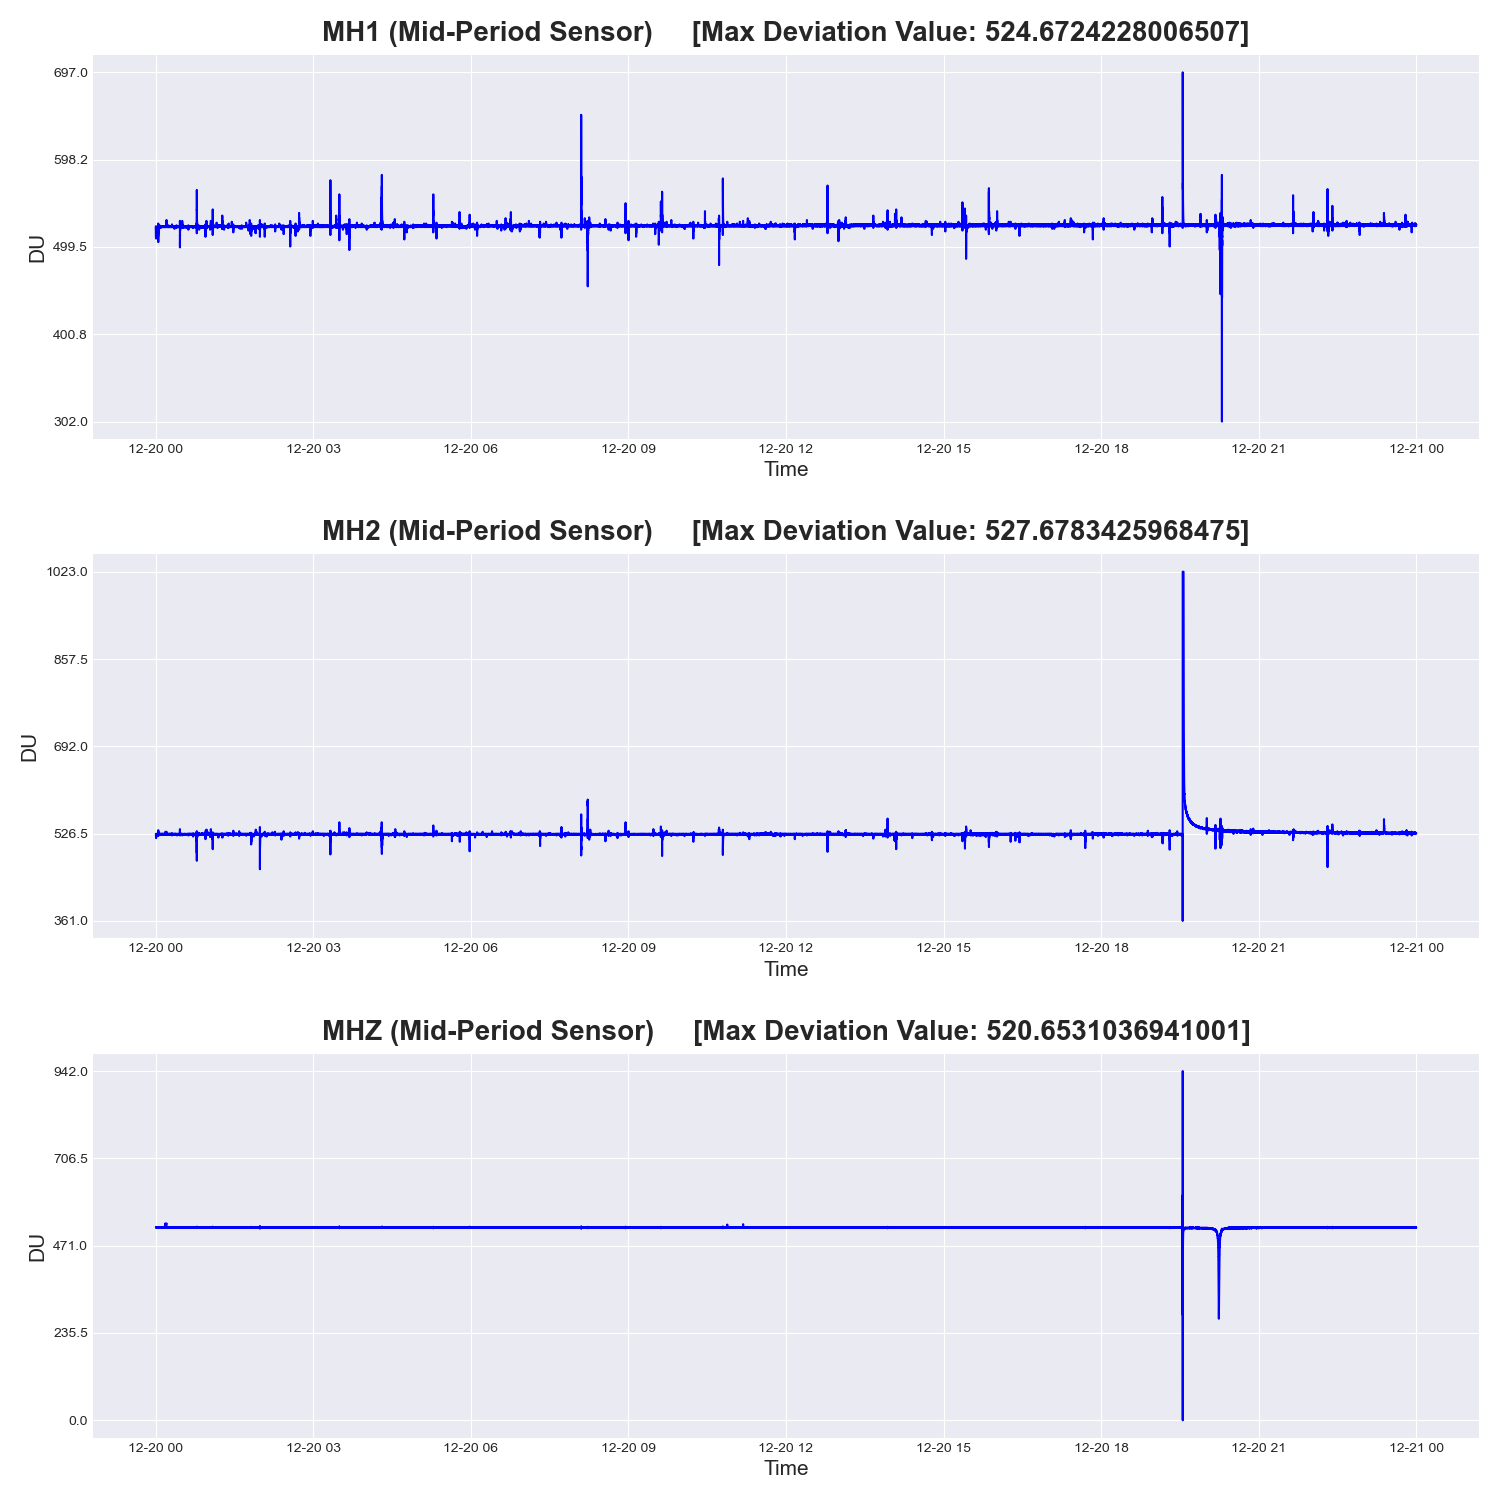 MH1 (Mid-Period Sensor) [Max Deviation Value: 524.6724228006507]
697.0
598.2
499.5
400.8
302.0
DU
12-20 00 12-20 03 12-20 06 12-20 09 12-20 12 12-20 15 12-20 18 12-20 21 12-21 00
Time
MH2 (Mid-Period Sensor) [Max Deviation Value: 527.6783425968475]
1023.0
857.5
692.0
526.5
361.0
DU
12-20 00 12-20 03 12-20 06 12-20 09 12-20 12 12-20 15 12-20 18 12-20 21 12-21 00
Time
MHZ (Mid-Period Sensor) [Max Deviation Value: 520.6531036941001]
942.0
706.5
471.0
235.5
0.0
DU
12-20 00 12-20 03 12-20 06 12-20 09 12-20 12 12-20 15 12-20 18 12-20 21 12-21 00
Time